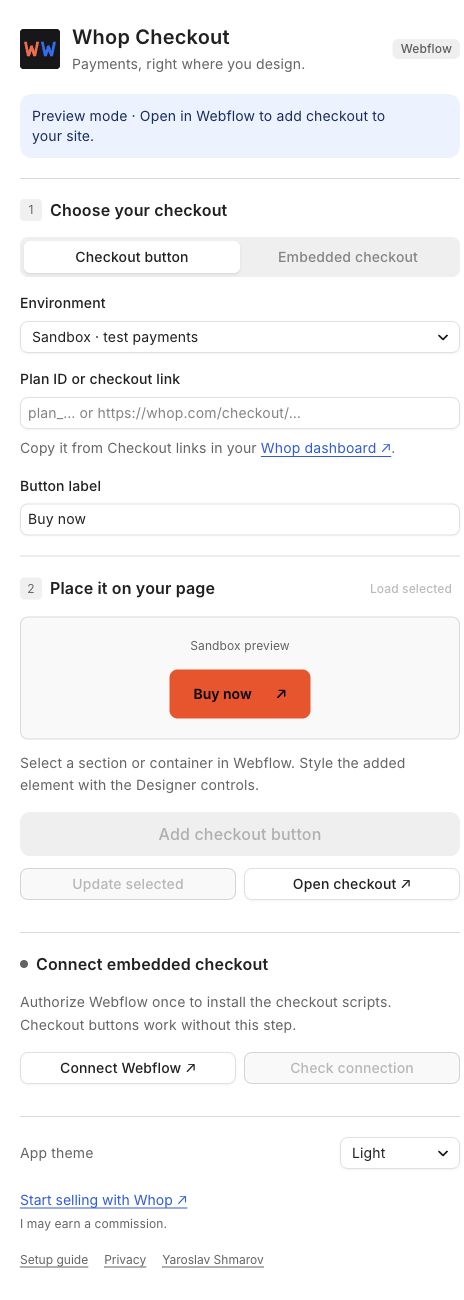 WW
Whop Checkout
Payments, right where you design.
Webflow
Preview mode · Open in Webflow to add checkout to
your site.
1
Choose your checkout
Checkout button
Embedded checkout
Environment
Sandbox · test payments
Plan ID or checkout link
plan_... or https://whop.com/checkout/...
Copy it from Checkout links in your Whop dashboard ↗.
Button label
Buy now
2
Place it on your page
Load selected
Sandbox preview
Buy now ↗
Select a section or container in Webflow. Style the added
element with the Designer controls.
Add checkout button
Update selected
Open checkout ↗
Connect embedded checkout
Authorize Webflow once to install the checkout scripts.
Checkout buttons work without this step.
Connect Webflow ↗
Check connection
App theme
Light
Start selling with Whop ↗
I may earn a commission.
Setup guide
Privacy
Yaroslav Shmarov